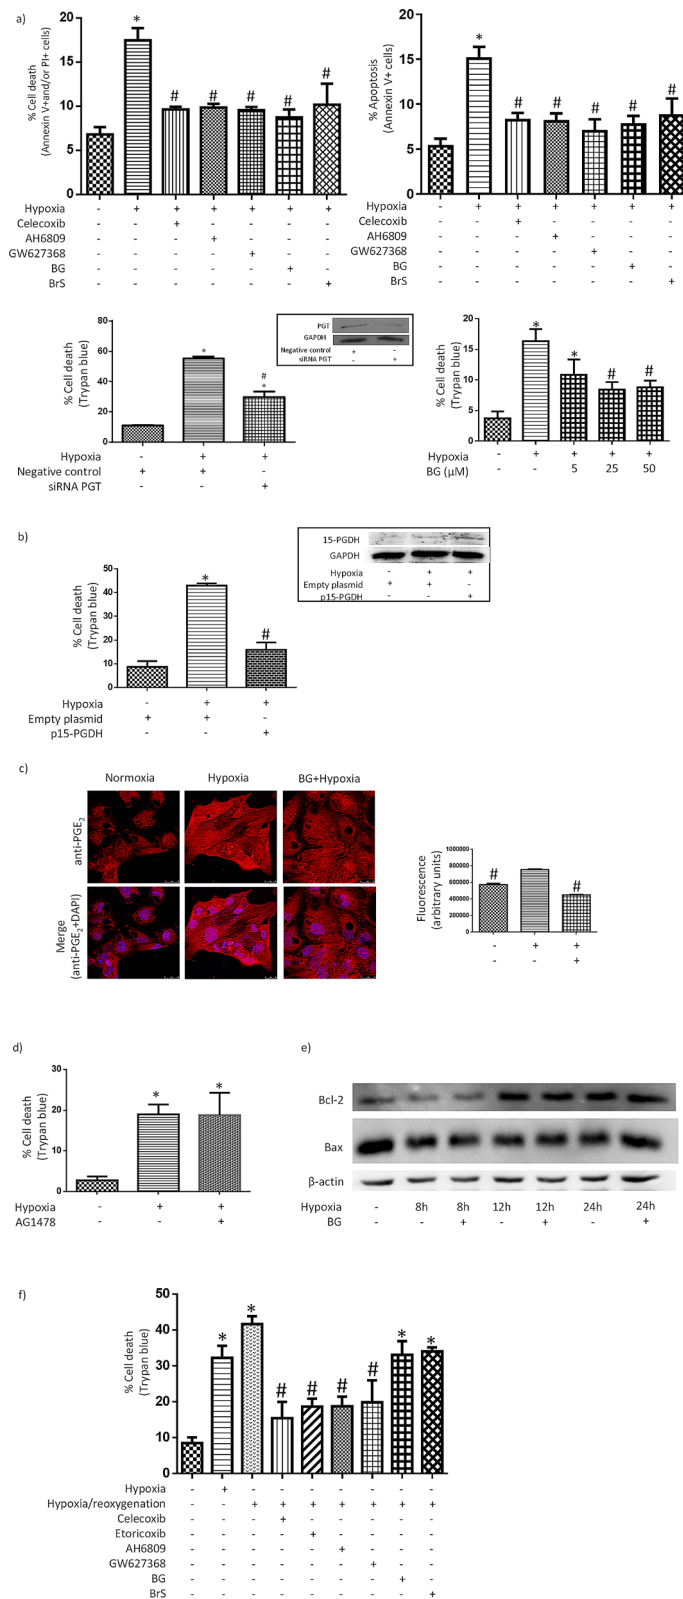 a)
% Cell death
(Annexin V+and/or PI+ cells)
20
15
10
5
0
* # # # # #
Hypoxia - + + + + + +
Celecoxib - - + - - - -
AH6809 - - - + - - -
GW627368 - - - - + - -
BG - - - - - + -
BrS - - - - - - +
% Apoptosis
(Annexin V+ cells)
20
15
10
5
0
* # # # # #
Hypoxia - + + + + + +
Celecoxib - - + - - - -
AH6809 - - - + - - -
GW627368 - - - - + - -
BG - - - - - + -
BrS - - - - - - +
% Cell death
(Trypan blue)
80
60
40
20
0
*
#
*
Hypoxia - + +
Negative control + + -
siRNA PGT - - +
PGT
GAPDH
Negative control + -
siRNA PGT - +
% Cell death
(Trypan blue)
20
15
10
5
0
* * # #
Hypoxia - + + + +
BG (µM) - - 5 25 50
b)
% Cell death
(Trypan blue)
50
40
30
20
10
0
* #
Hypoxia - + +
Empty plasmid + + -
p15-PGDH - - +
15-PGDH
GAPDH
Hypoxia - + +
Empty plasmid + + -
p15-PGDH - - +
c)
Normoxia Hypoxia BG+Hypoxia
anti-PGE2
Merge
(anti-PGE2+DAPI)
Fluorescence
(arbitrary units)
1000000
800000
600000
400000
200000
0
# #
- + +
- - +
d)
% Cell death
(Trypan blue)
30
20
10
0
* *
Hypoxia - + +
AG1478 - - +
e)
Bcl-2
Bax
β-actin
Hypoxia - 8h 8h 12h 12h 24h 24h
BG - - + - + - +
f)
% Cell death
(Trypan blue)
50
40
30
20
10
0
* * # # # # * *
Hypoxia - + - - - - - - -
Hypoxia/reoxygenation - - + + + + + + +
Celecoxib - - - + - - - - -
Etoricoxib - - - - + - - - -
AH6809 - - - - - + - - -
GW627368 - - - - - - + - -
BG - - - - - - - + -
BrS - - - - - - - - +